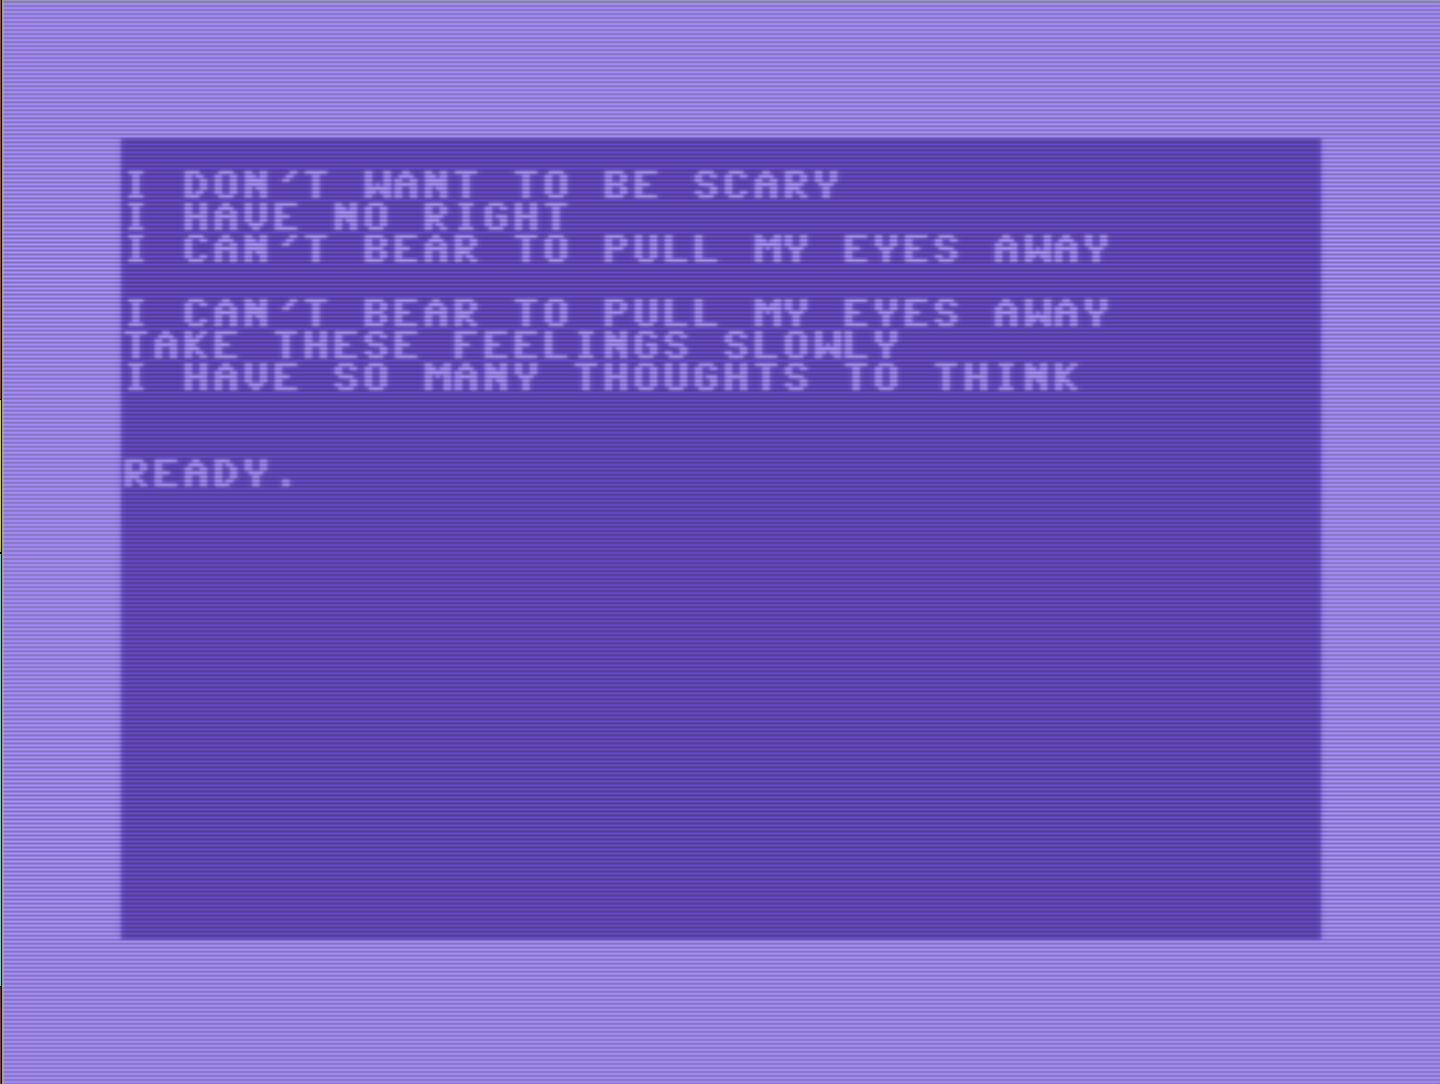 I DON'T WANT TO BE SCARY
I HAVE NO RIGHT
I CAN'T BEAR TO PULL MY EYES AWAY
I CAN'T BEAR TO PULL MY EYES AWAY
TAKE THESE FEELINGS SLOWLY
I HAVE SO MANY THOUGHTS TO THINK
READY.